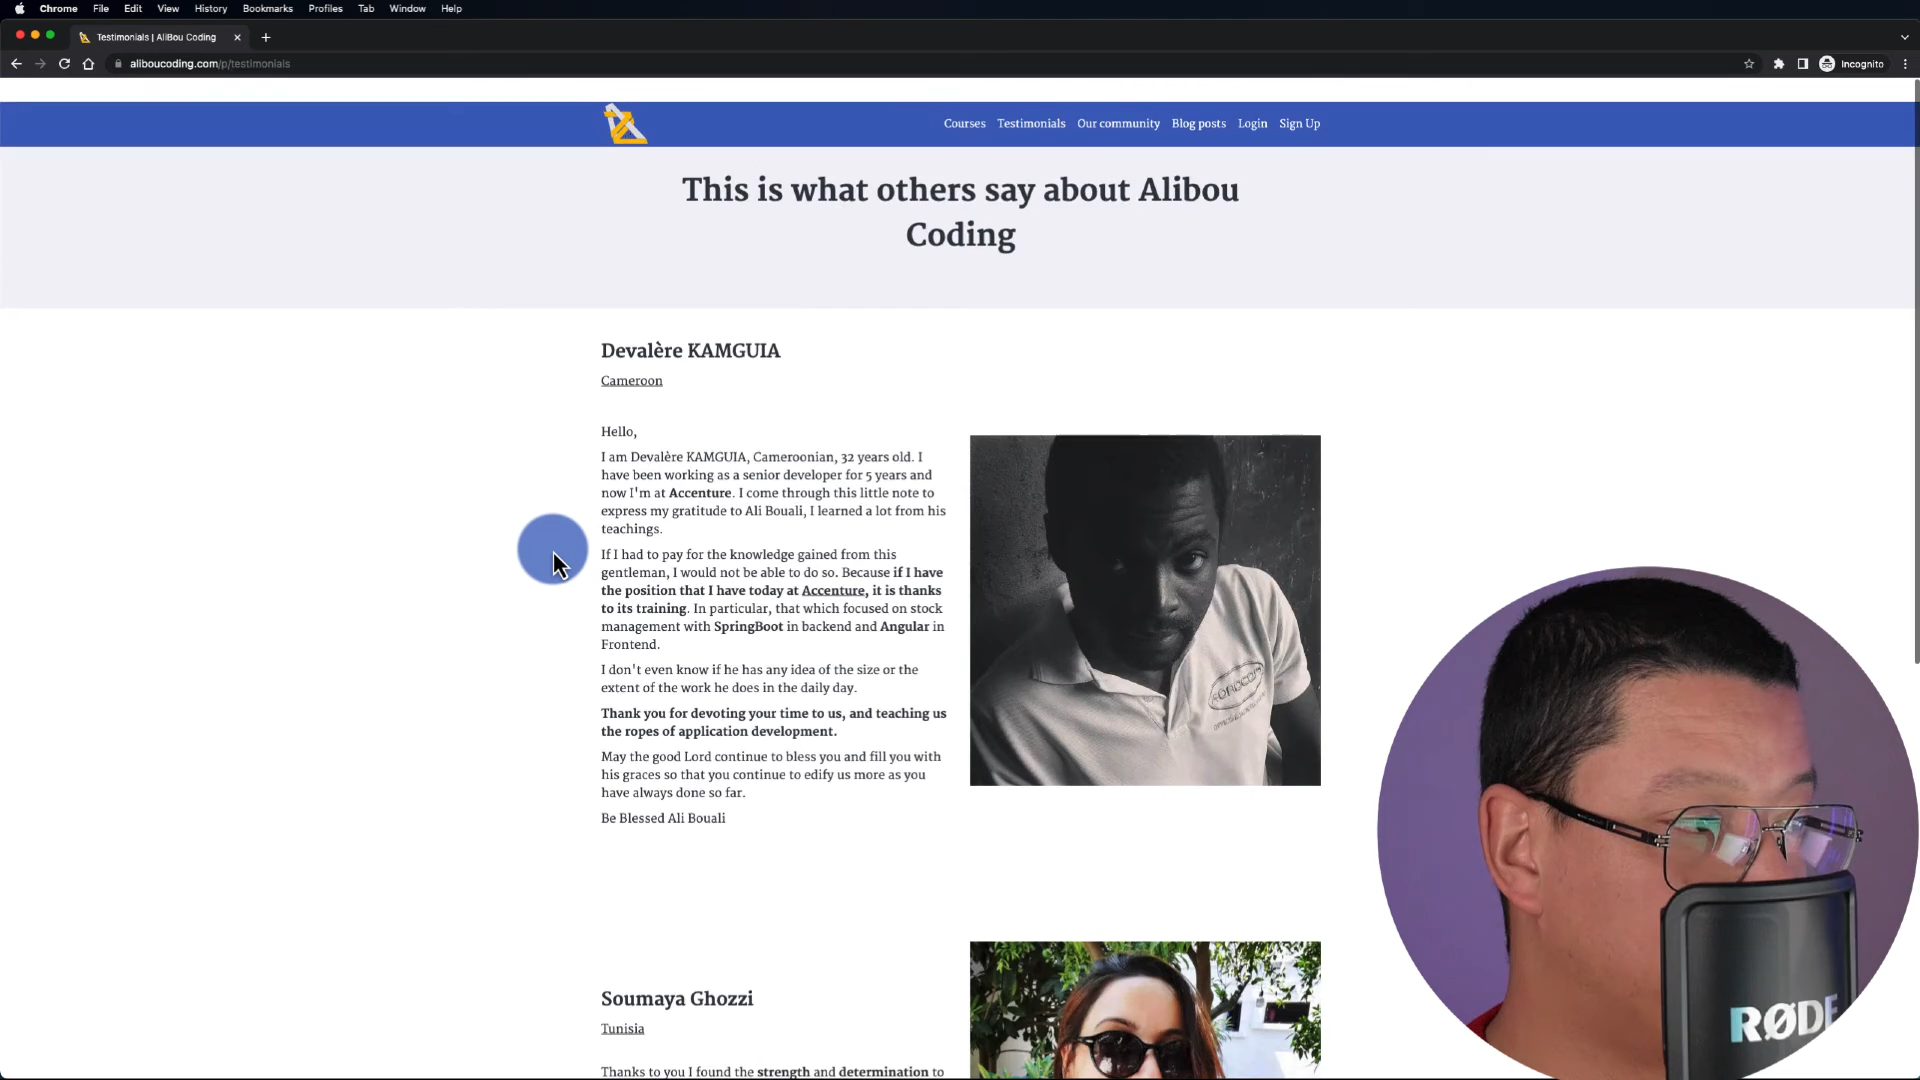 Chrome File Edit View History Bookmarks Profiles Tab Window Help
Testimonials | AliBou Coding
aliboucoding.com/p/testimonials
Incognito
Courses Testimonials Our community Blog posts Login Sign Up
This is what others say about Alibou
Coding
Devalère KAMGUIA
Cameroon
Hello,
I am Devalère KAMGUIA, Cameroonian, 32 years old. I
have been working as a senior developer for 5 years and
now I'm at Accenture. I come through this little note to
express my gratitude to Ali Bouali, I learned a lot from his
teachings.
If I had to pay for the knowledge gained from this
gentleman, I would not be able to do so. Because if I have
the position that I have today at Accenture, it is thanks
to its training. In particular, that which focused on stock
management with SpringBoot in backend and Angular in
Frontend.
I don't even know if he has any idea of the size or the
extent of the work he does in the daily day.
Thank you for devoting your time to us, and teaching us
the ropes of application development.
May the good Lord continue to bless you and fill you with
his graces so that you continue to edify us more as you
have always done so far.
Be Blessed Ali Bouali
Soumaya Ghozzi
Tunisia
Thanks to you I found the strength and determination to
RØDE